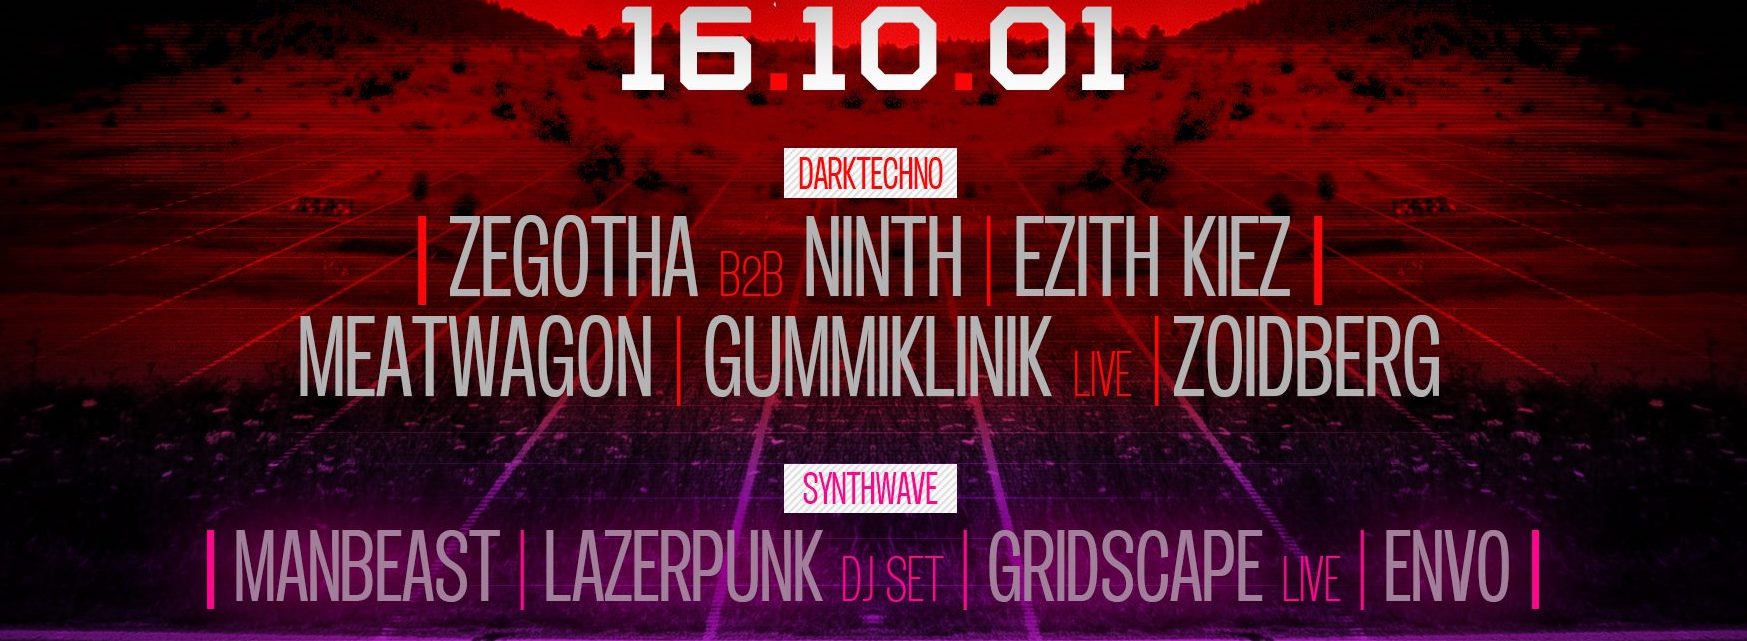 16.10.01
DARKTECHNO
| ZEGOTHA B2B NINTH | EZITH KIEZ |
MEATWAGON | GUMMIKLINIK LIVE | ZOIDBERG
SYNTHWAVE
| MANBEAST | LAZERPUNK DJ SET | GRIDSCAPE LIVE | ENVO |